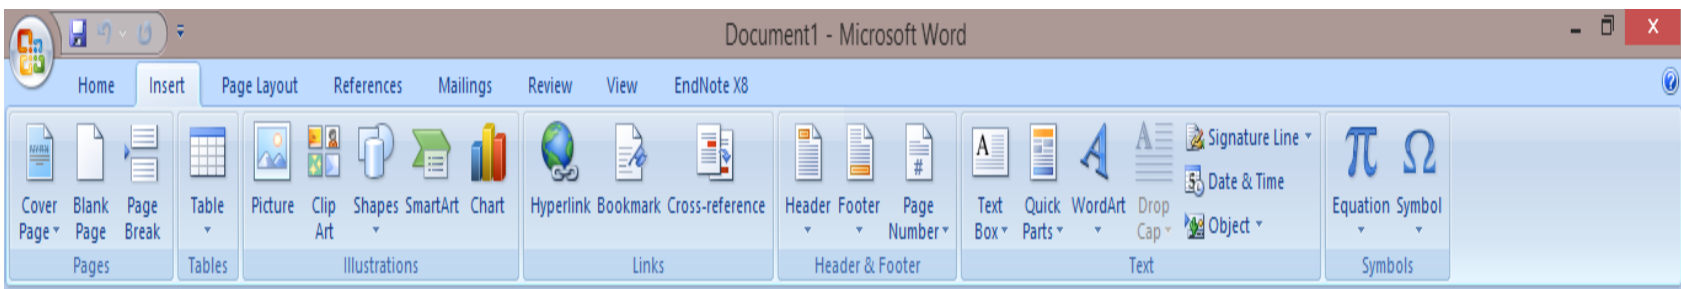 Document1 - Microsoft Word
X
Home Insert Page Layout References Mailings Review View EndNote X8
Cover Page
Blank Page
Page Break
Pages
Table
Tables
Picture
Clip Art
Shapes
SmartArt
Chart
Illustrations
Hyperlink
Bookmark
Cross-reference
Links
Header
Footer
Page Number
Header & Footer
Text Box
Quick Parts
WordArt
Drop Cap
Signature Line
Date & Time
Object
Text
Equation
Symbol
Symbols